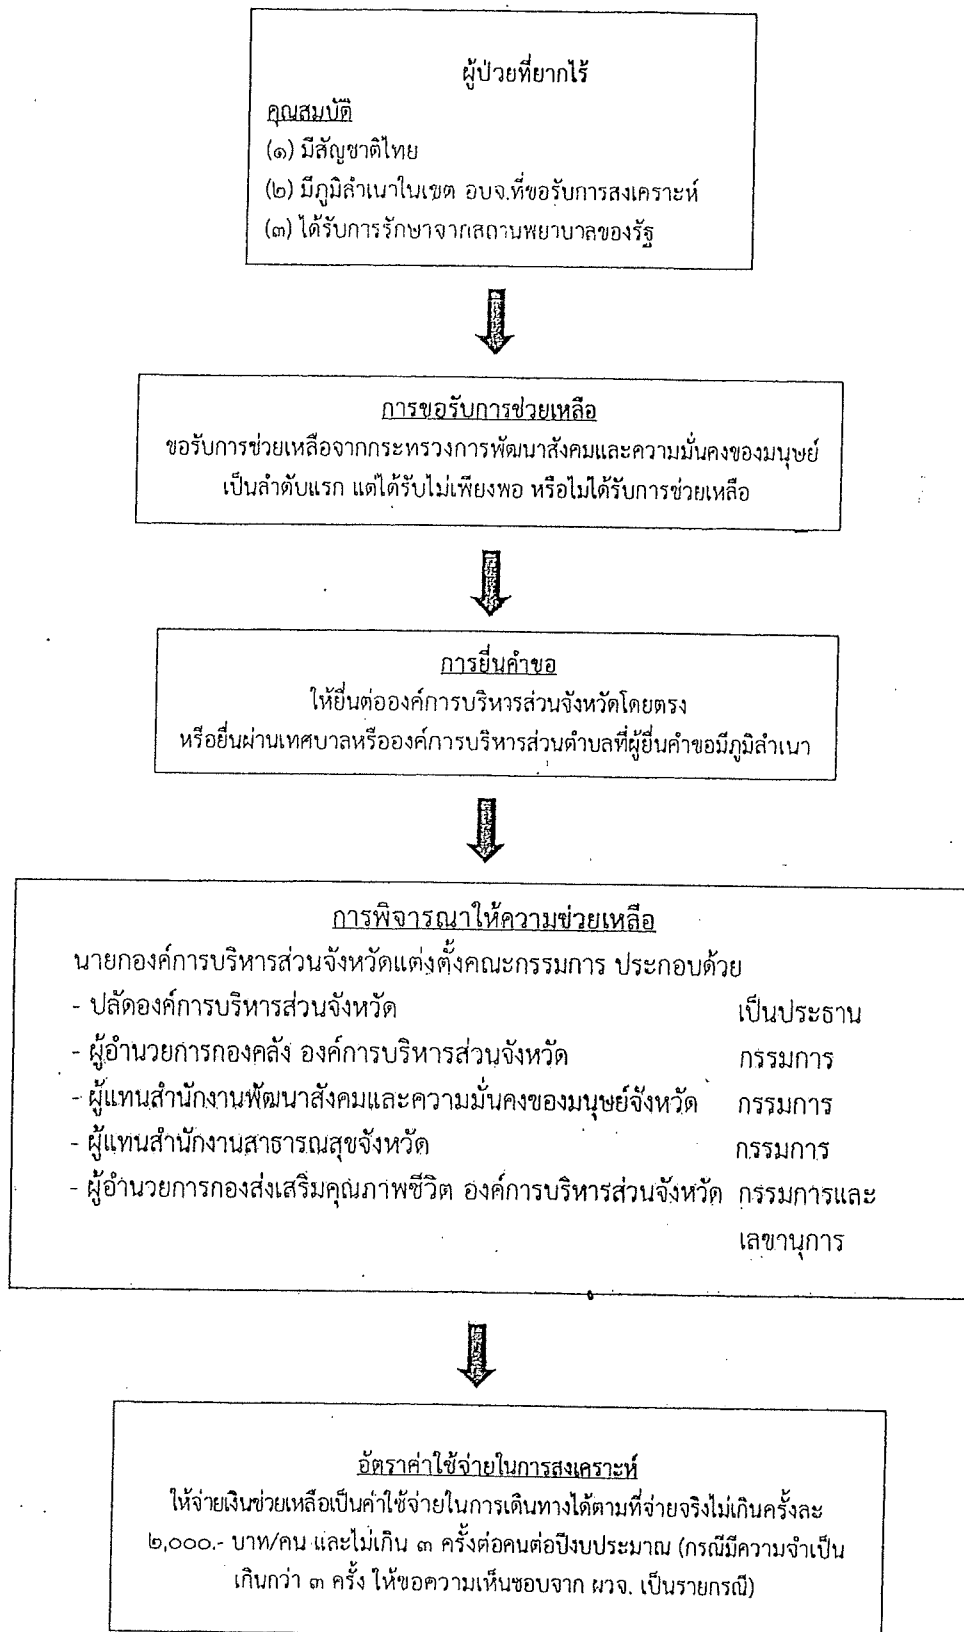 ผู้ป่วยที่ยากไร้
คุณสมบัติ
(๑) มีสัญชาติไทย
(๒) มีภูมิลำเนาในเขต อบจ.ที่ขอรับการสงเคราะห์
(๓) ได้รับการรักษาจากสถานพยาบาลของรัฐ
การขอรับการช่วยเหลือ
ขอรับการช่วยเหลือจากกระทรวงการพัฒนาสังคมและความมั่นคงของมนุษย์
เป็นลำดับแรก แต่ได้รับไม่เพียงพอ หรือไม่ได้รับการช่วยเหลือ
การยื่นคำขอ
ให้ยื่นต่อองค์การบริหารส่วนจังหวัดโดยตรง
หรือยื่นผ่านเทศบาลหรือองค์การบริหารส่วนตำบลที่ผู้ยื่นคำขอมีภูมิลำเนา
การพิจารณาให้ความช่วยเหลือ
นายกองค์การบริหารส่วนจังหวัดแต่งตั้งคณะกรรมการ ประกอบด้วย
- ปลัดองค์การบริหารส่วนจังหวัด เป็นประธาน
- ผู้อำนวยการกองคลัง องค์การบริหารส่วนจังหวัด กรรมการ
- ผู้แทนสำนักงานพัฒนาสังคมและความมั่นคงของมนุษย์จังหวัด กรรมการ
- ผู้แทนสำนักงานสาธารณสุขจังหวัด กรรมการ
- ผู้อำนวยการกองส่งเสริมคุณภาพชีวิต องค์การบริหารส่วนจังหวัด กรรมการและ
เลขานุการ
อัตราค่าใช้จ่ายในการสงเคราะห์
ให้จ่ายเงินช่วยเหลือเป็นค่าใช้จ่ายในการเดินทางได้ตามที่จ่ายจริงไม่เกินครั้งละ
๒,๐๐๐.- บาท/คน และไม่เกิน ๓ ครั้งต่อคนต่อปีงบประมาณ (กรณีมีความจำเป็น
เกินกว่า ๓ ครั้ง ให้ขอความเห็นชอบจาก ผวจ. เป็นรายกรณี)